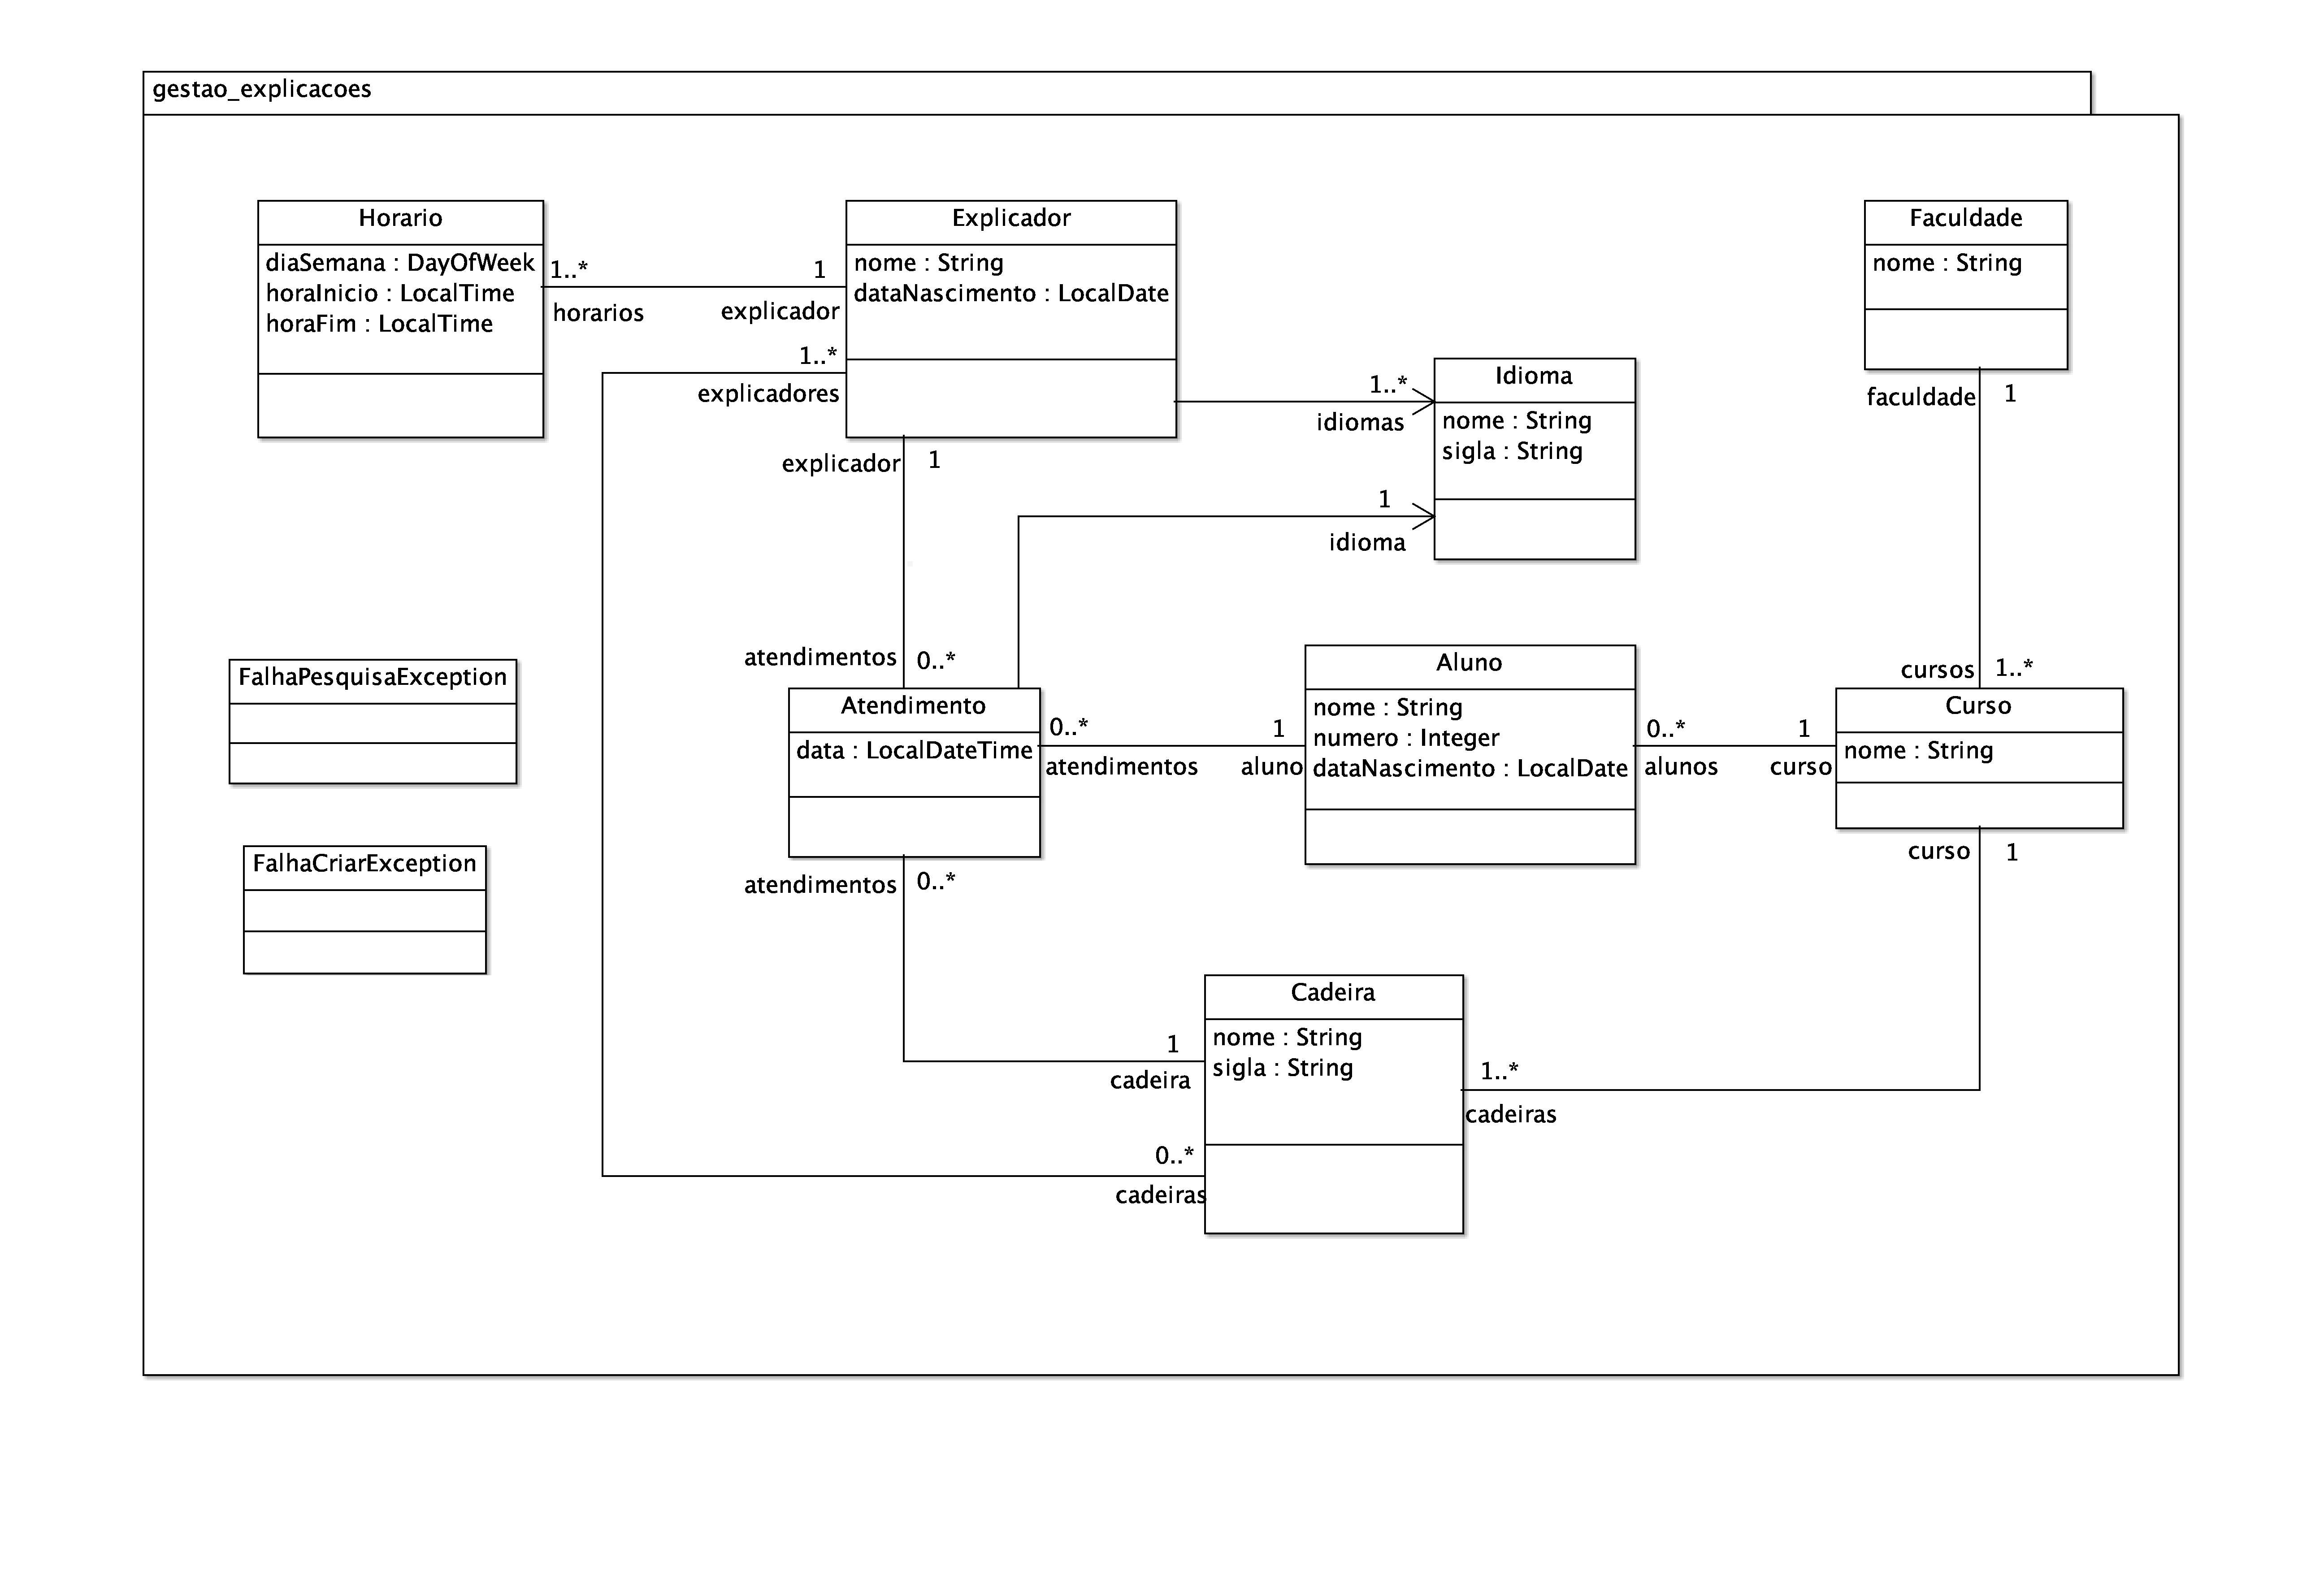 gestao_explicacoes
Horario
diaSemana : DayOfWeek
horaInicio : LocalTime
horaFim : LocalTime
1..*
horarios
1
explicador
Explicador
nome : String
dataNascimento : LocalDate
1..*
explicadores
explicador
1
1..*
idiomas
Idioma
nome : String
sigla : String
1
idioma
Faculdade
nome : String
faculdade
1
cursos
1..*
atendimentos
0..*
FalhaPesquisaException
FalhaCriarException
Atendimento
data : LocalDateTime
0..*
atendimentos
1
aluno
Aluno
nome : String
numero : Integer
dataNascimento : LocalDate
0..*
alunos
1
curso
Curso
nome : String
curso
1
atendimentos
0..*
1
cadeira
Cadeira
nome : String
sigla : String
1..*
cadeiras
0..*
cadeiras